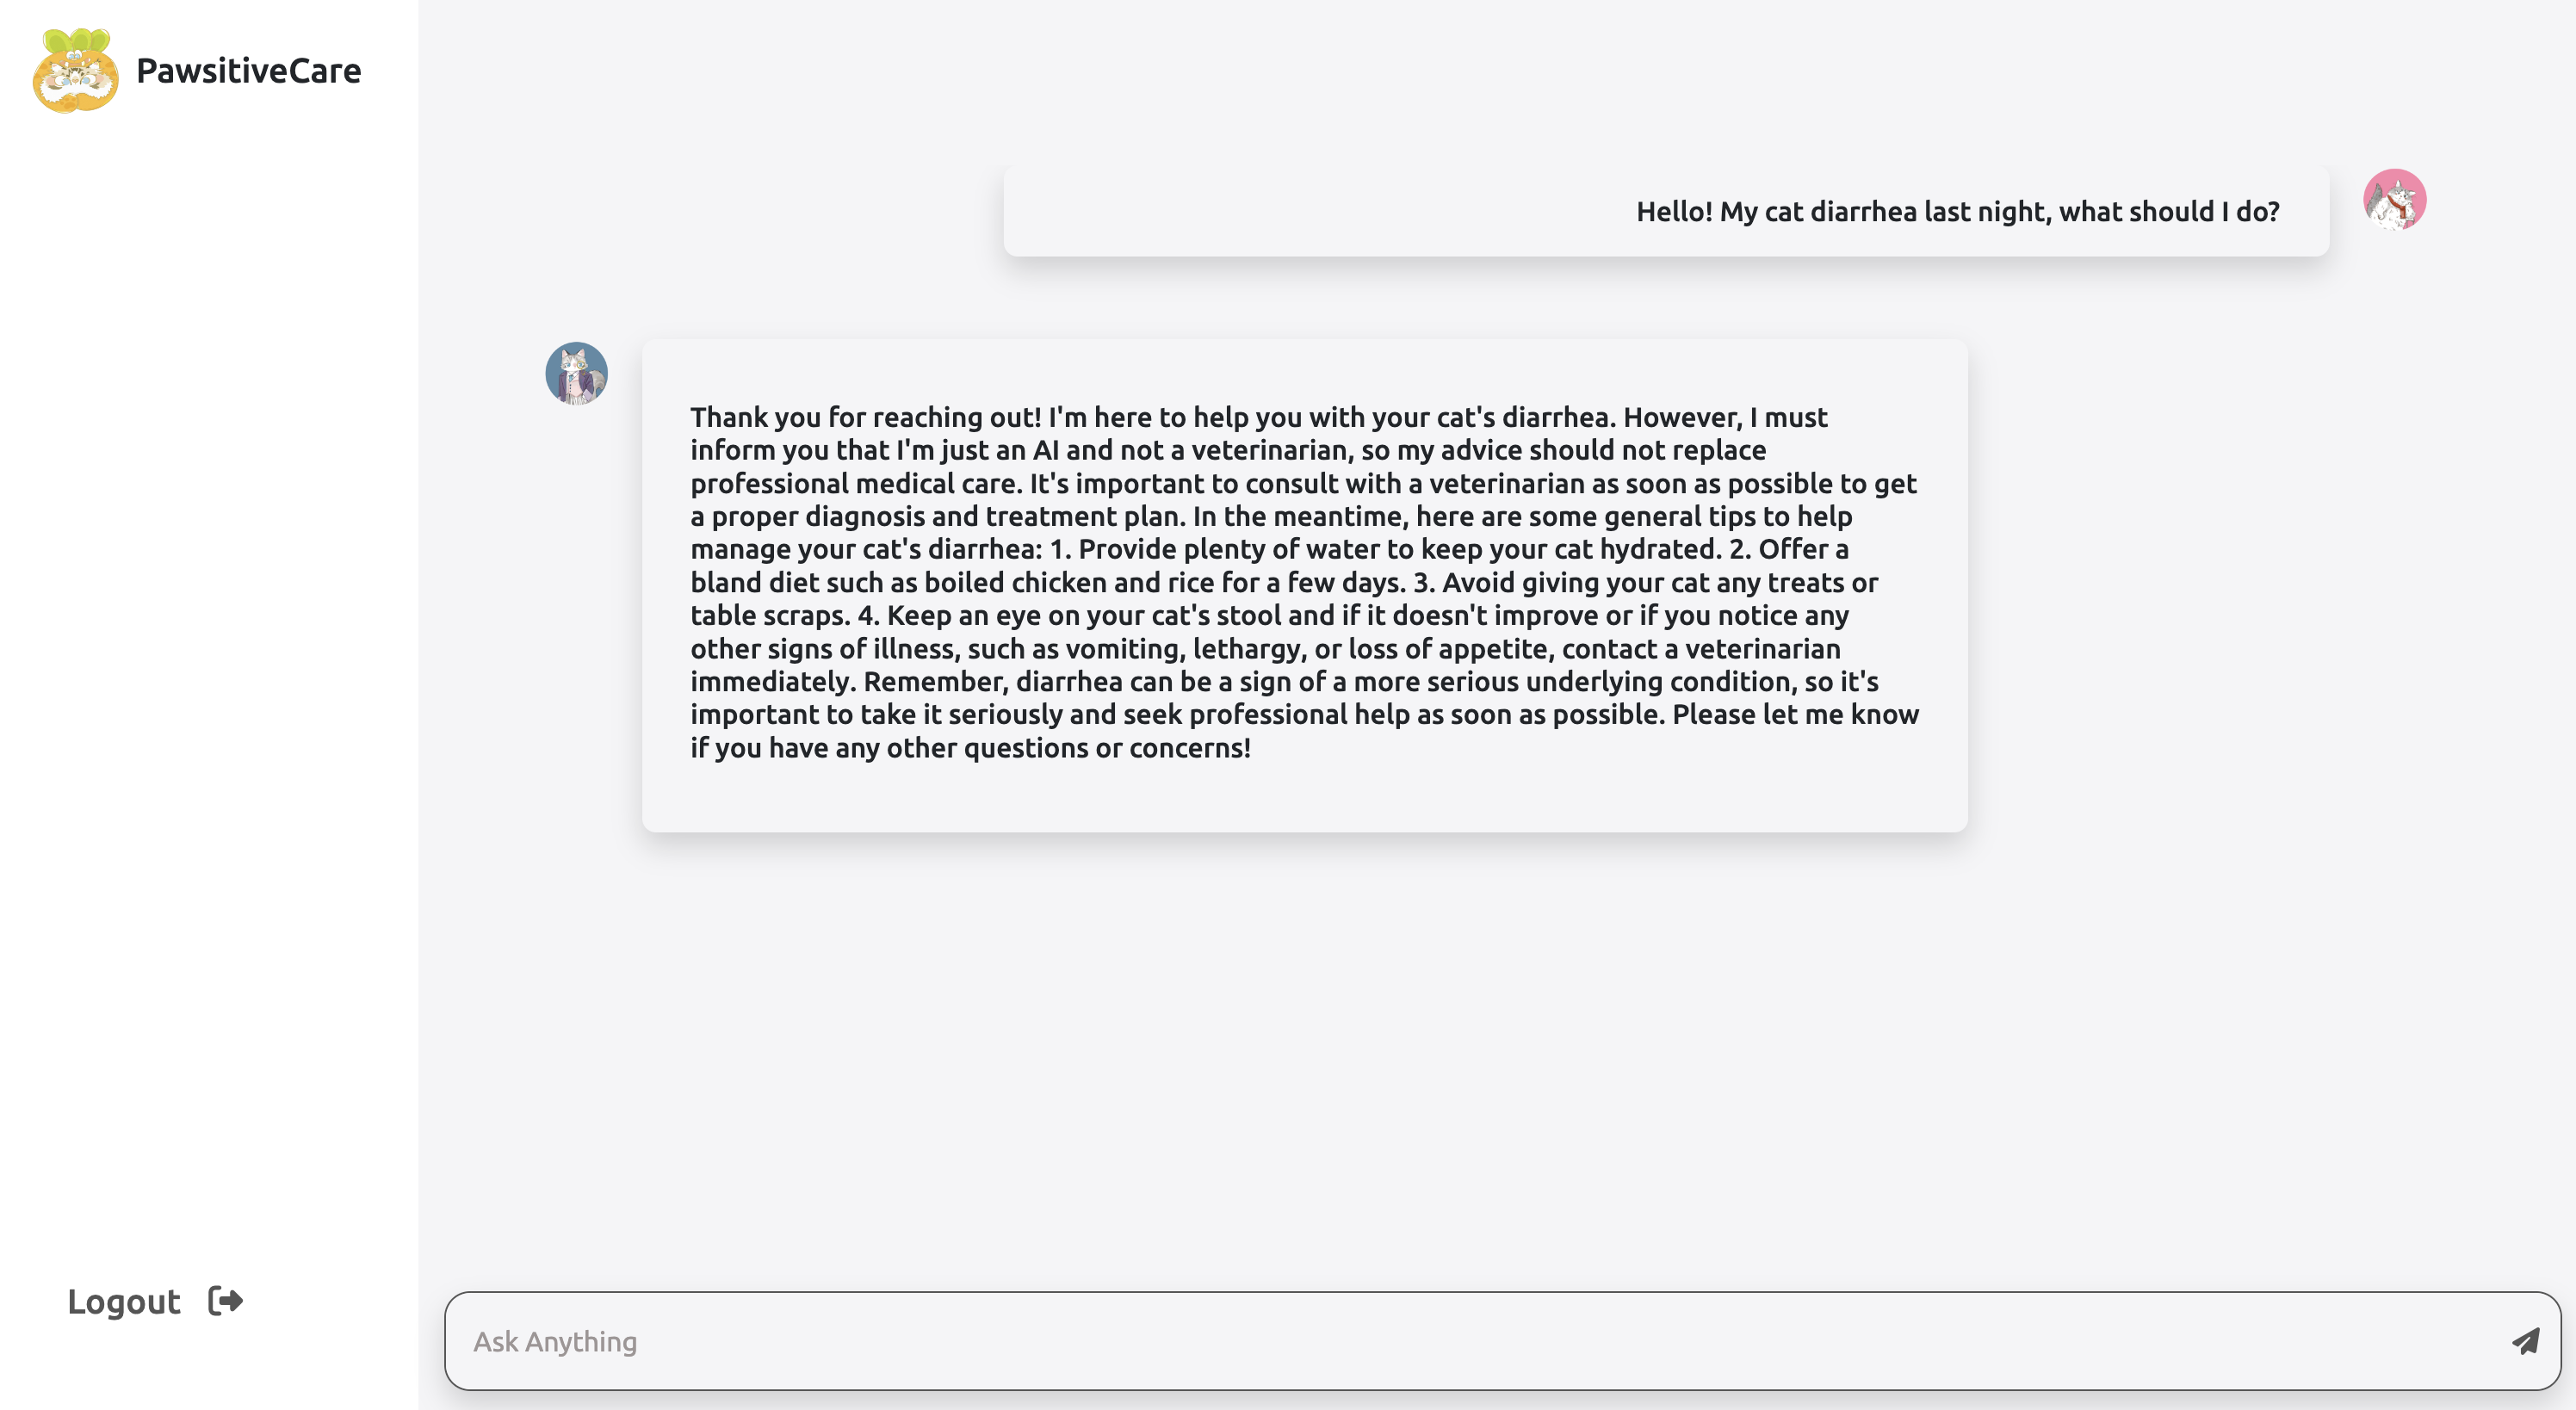 PawsitiveCare
Hello! My cat diarrhea last night, what should I do?
Thank you for reaching out! I'm here to help you with your cat's diarrhea. However, I must
inform you that I'm just an AI and not a veterinarian, so my advice should not replace
professional medical care. It's important to consult with a veterinarian as soon as possible to get
a proper diagnosis and treatment plan. In the meantime, here are some general tips to help
manage your cat's diarrhea: 1. Provide plenty of water to keep your cat hydrated. 2. Offer a
bland diet such as boiled chicken and rice for a few days. 3. Avoid giving your cat any treats or
table scraps. 4. Keep an eye on your cat's stool and if it doesn't improve or if you notice any
other signs of illness, such as vomiting, lethargy, or loss of appetite, contact a veterinarian
immediately. Remember, diarrhea can be a sign of a more serious underlying condition, so it's
important to take it seriously and seek professional help as soon as possible. Please let me know
if you have any other questions or concerns!
Logout
Ask Anything